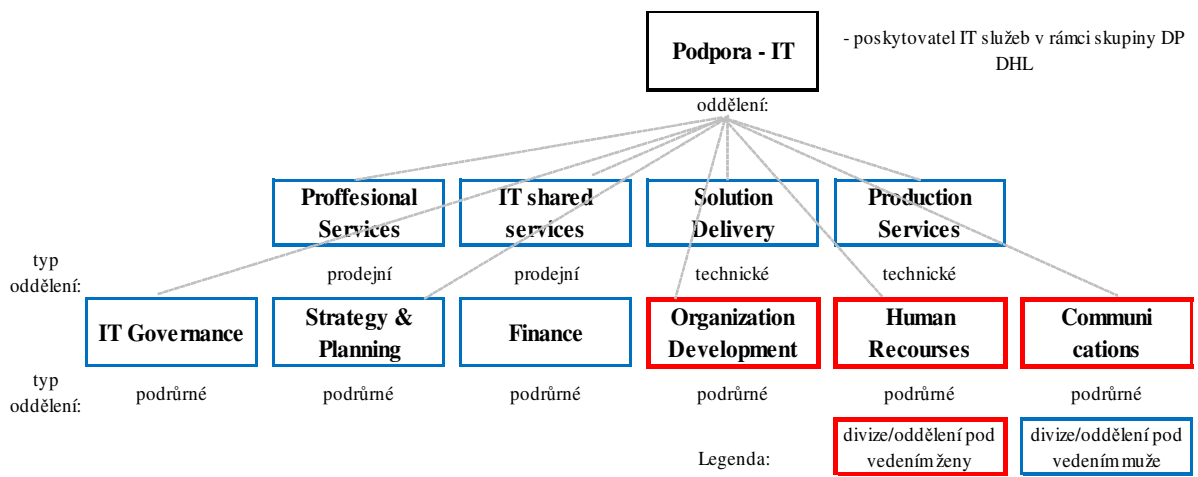 Podpora - IT
- poskytovatel IT služeb v rámci skupiny DP
DHL
oddělení:
Proffesional
Services
IT shared
services
Solution
Delivery
Production
Services
typ
oddělení:
prodejní
prodejní
technické
technické
IT Governance
Strategy &
Planning
Finance
Organization
Development
Human
Recourses
Communi
cations
typ
oddělení:
podrůrné
podrůrné
podrůrné
podrůrné
podrůrné
podrůrné
Legenda:
divize/oddělení pod
vedením ženy
divize/oddělení pod
vedením muže